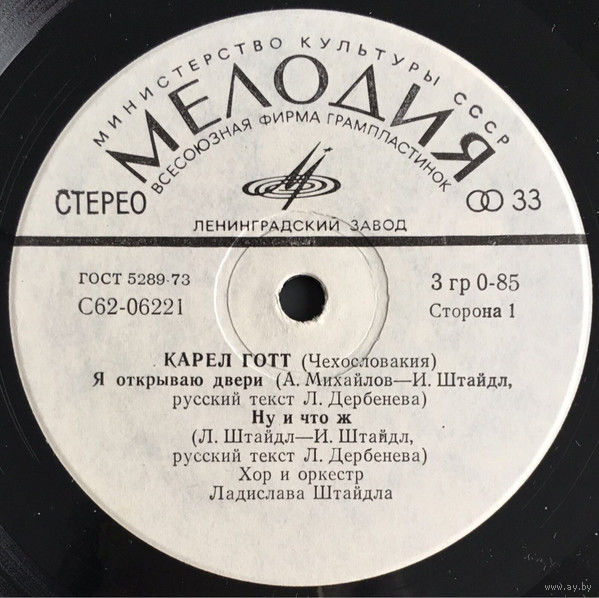 МИНИСТЕРСТВО КУЛЬТУРЫ СССР
МЕЛОДИЯ
ВСЕСОЮЗНАЯ ФИРМА ГРАМПЛАСТИНОК
СТЕРЕО
33
ЛЕНИНГРАДСКИЙ ЗАВОД
ГОСТ 5289-73
С62-06221
3 гр 0-85
Сторона 1
КАРЕЛ ГОТТ (Чехословакия)
Я открываю двери (А. Михайлов—И. Штайдл,
русский текст Л. Дербенева)
Ну и что ж
(Л. Штайдл—И. Штайдл,
русский текст Л. Дербенева)
Хор и оркестр
Ладислава Штайдла
www.ay.by